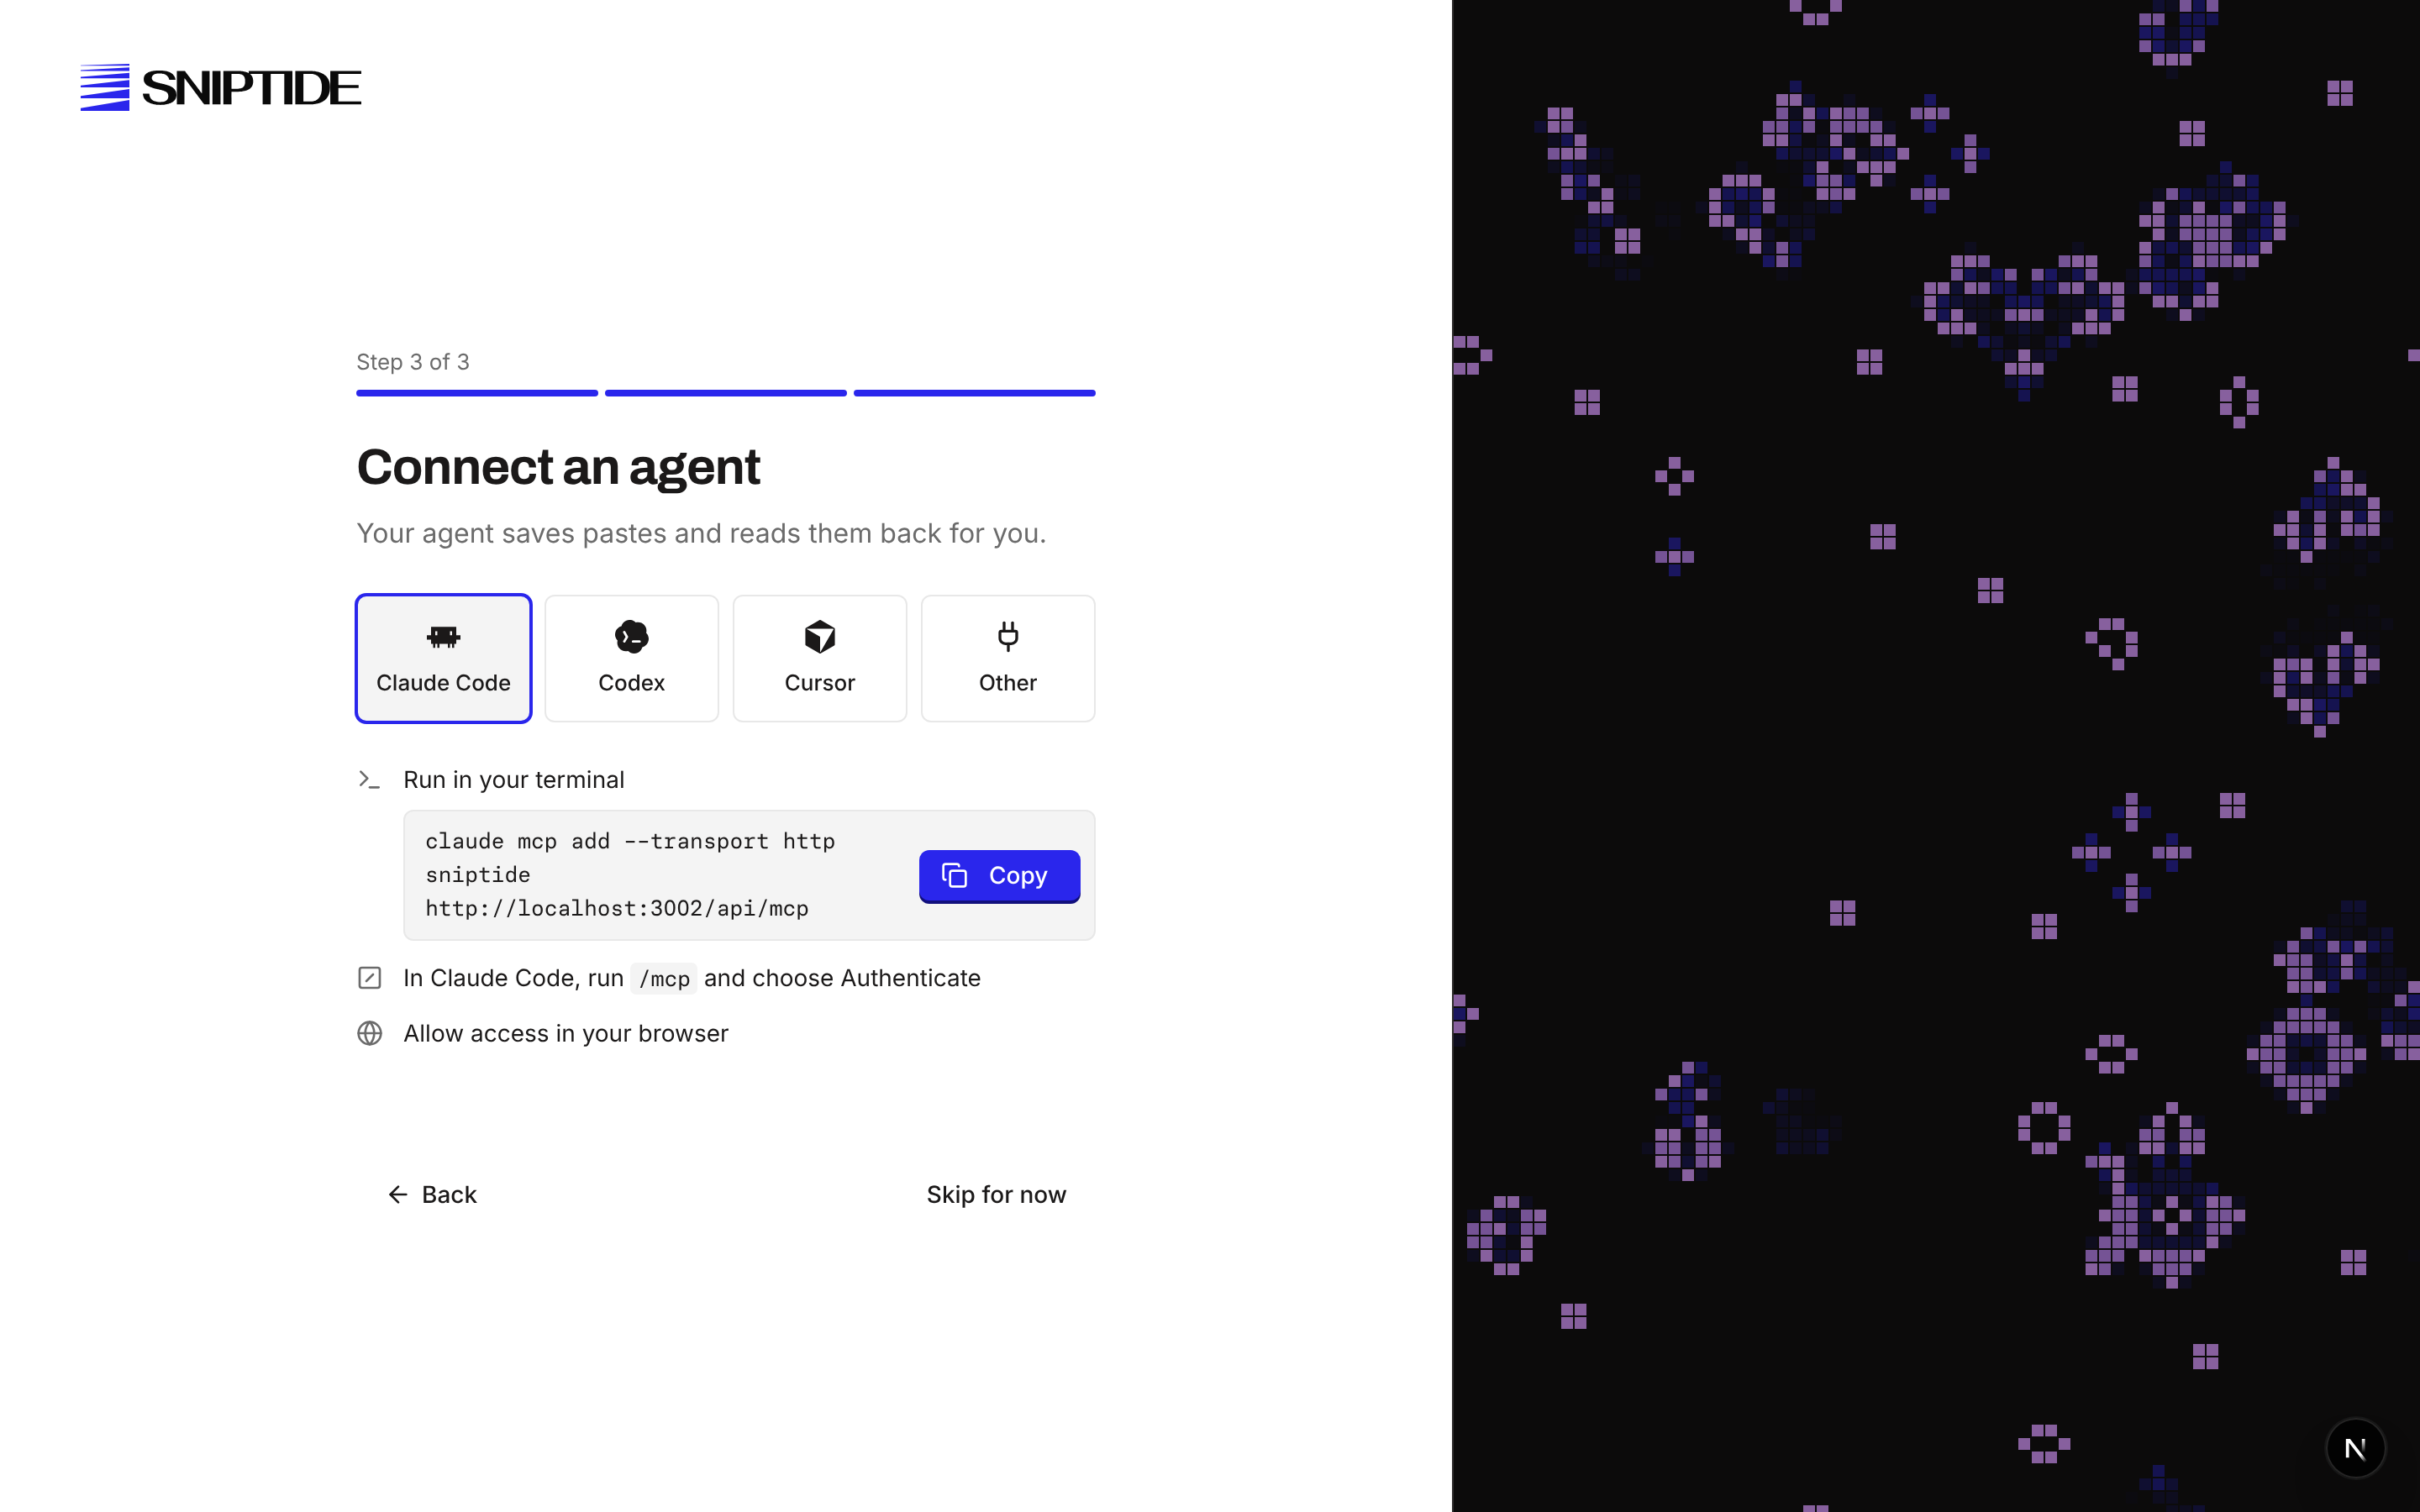 SNIPTIDE
Step 3 of 3
Connect an agent
Your agent saves pastes and reads them back for you.
Claude Code
Codex
Cursor
Other
Run in your terminal
claude mcp add --transport http
sniptide
http://localhost:3002/api/mcp
Copy
In Claude Code, run /mcp and choose Authenticate
Allow access in your browser
Back
Skip for now
N